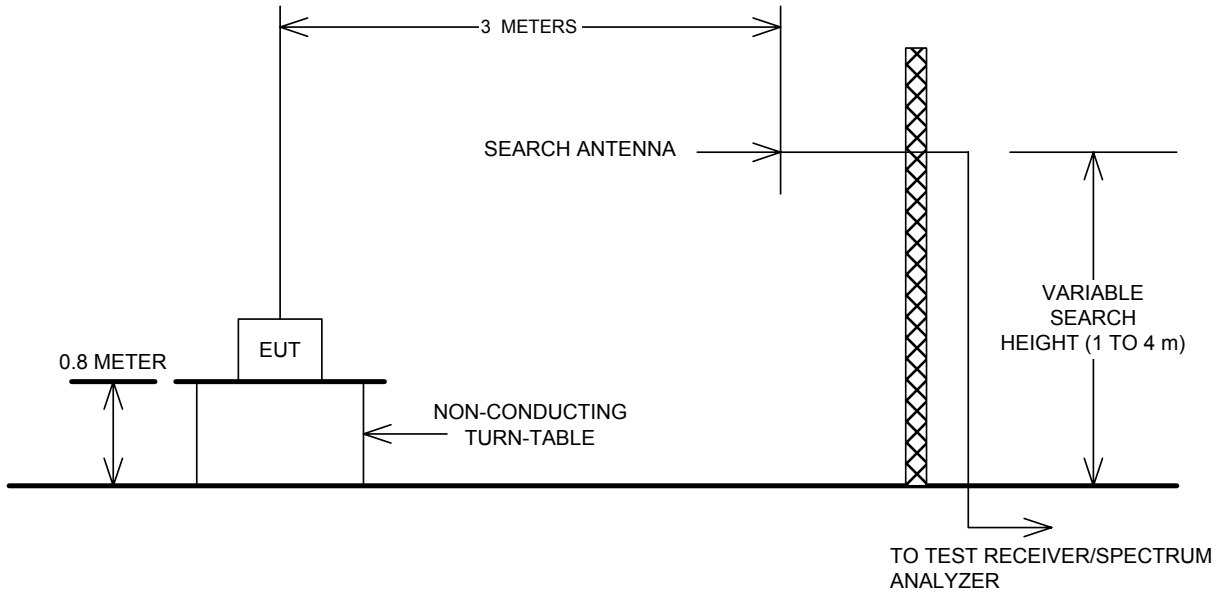 3 METERS
SEARCH ANTENNA
VARIABLE
SEARCH
HEIGHT (1 TO 4 m)
EUT
0.8 METER
NON-CONDUCTING
TURN-TABLE
TO TEST RECEIVER/SPECTRUM
ANALYZER